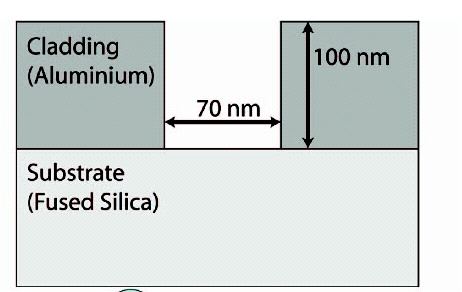 Cladding
(Aluminium)
100 nm
70 nm
Substrate
(Fused Silica)